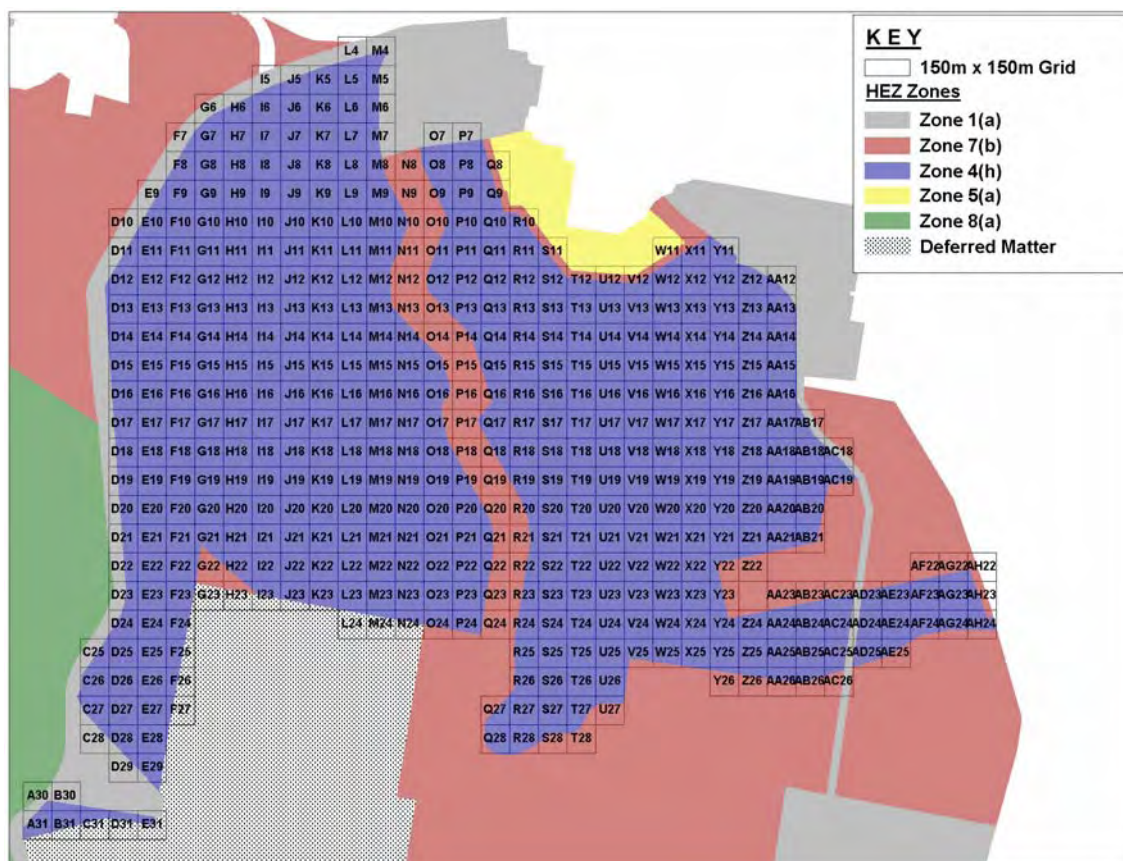 K E Y
150m x 150m Grid
HEZ Zones
Zone 1(a)
Zone 7(b)
Zone 4(h)
Zone 5(a)
Zone 8(a)
Deferred Matter
L4 M4
I5 J5 K5 L5 M5
G6 H6 I6 J6 K6 L6 M6
F7 G7 H7 I7 J7 K7 L7 M7 O7 P7
F8 G8 H8 I8 J8 K8 L8 M8 N8 O8 P8 Q8
E9 F9 G9 H9 I9 J9 K9 L9 M9 N9 O9 P9 Q9
D10 E10 F10 G10 H10 I10 J10 K10 L10 M10 N10 O10 P10 Q10 R10
D11 E11 F11 G11 H11 I11 J11 K11 L11 M11 N11 O11 P11 Q11 R11 S11 W11 X11 Y11
D12 E12 F12 G12 H12 I12 J12 K12 L12 M12 N12 O12 P12 Q12 R12 S12 T12 U12 V12 W12 X12 Y12 Z12 AA12
D13 E13 F13 G13 H13 I13 J13 K13 L13 M13 N13 O13 P13 Q13 R13 S13 T13 U13 V13 W13 X13 Y13 Z13 AA13
D14 E14 F14 G14 H14 I14 J14 K14 L14 M14 N14 O14 P14 Q14 R14 S14 T14 U14 V14 W14 X14 Y14 Z14 AA14
D15 E15 F15 G15 H15 I15 J15 K15 L15 M15 N15 O15 P15 Q15 R15 S15 T15 U15 V15 W15 X15 Y15 Z15 AA15
D16 E16 F16 G16 H16 I16 J16 K16 L16 M16 N16 O16 P16 Q16 R16 S16 T16 U16 V16 W16 X16 Y16 Z16 AA16
D17 E17 F17 G17 H17 I17 J17 K17 L17 M17 N17 O17 P17 Q17 R17 S17 T17 U17 V17 W17 X17 Y17 Z17 AA17 AB17
D18 E18 F18 G18 H18 I18 J18 K18 L18 M18 N18 O18 P18 Q18 R18 S18 T18 U18 V18 W18 X18 Y18 Z18 AA18 AB18 AC18
D19 E19 F19 G19 H19 I19 J19 K19 L19 M19 N19 O19 P19 Q19 R19 S19 T19 U19 V19 W19 X19 Y19 Z19 AA19 AB19 AC19
D20 E20 F20 G20 H20 I20 J20 K20 L20 M20 N20 O20 P20 Q20 R20 S20 T20 U20 V20 W20 X20 Y20 Z20 AA20 AB20
D21 E21 F21 G21 H21 I21 J21 K21 L21 M21 N21 O21 P21 Q21 R21 S21 T21 U21 V21 W21 X21 Y21 Z21 AA21 AB21
D22 E22 F22 G22 H22 I22 J22 K22 L22 M22 N22 O22 P22 Q22 R22 S22 T22 U22 V22 W22 X22 Y22 Z22 AF22 AG22 AH22
D23 E23 F23 G23 H23 I23 J23 K23 L23 M23 N23 O23 P23 Q23 R23 S23 T23 U23 V23 W23 X23 Y23 AA23 AB23 AC23 AD23 AE23 AF23 AG23 AH23
D24 E24 F24 L24 M24 N24 O24 P24 Q24 R24 S24 T24 U24 V24 W24 X24 Y24 Z24 AA24 AB24 AC24 AD24 AE24 AF24 AG24 AH24
C25 D25 E25 F25 R25 S25 T25 U25 V25 W25 X25 Y25 Z25 AA25 AB25 AC25 AD25 AE25
C26 D26 E26 F26 R26 S26 T26 U26 Y26 Z26 AA26 AB26 AC26
C27 D27 E27 F27 Q27 R27 S27 T27 U27
C28 D28 E28 Q28 R28 S28 T28
D29 E29
A30 B30
A31 B31 C31 D31 E31